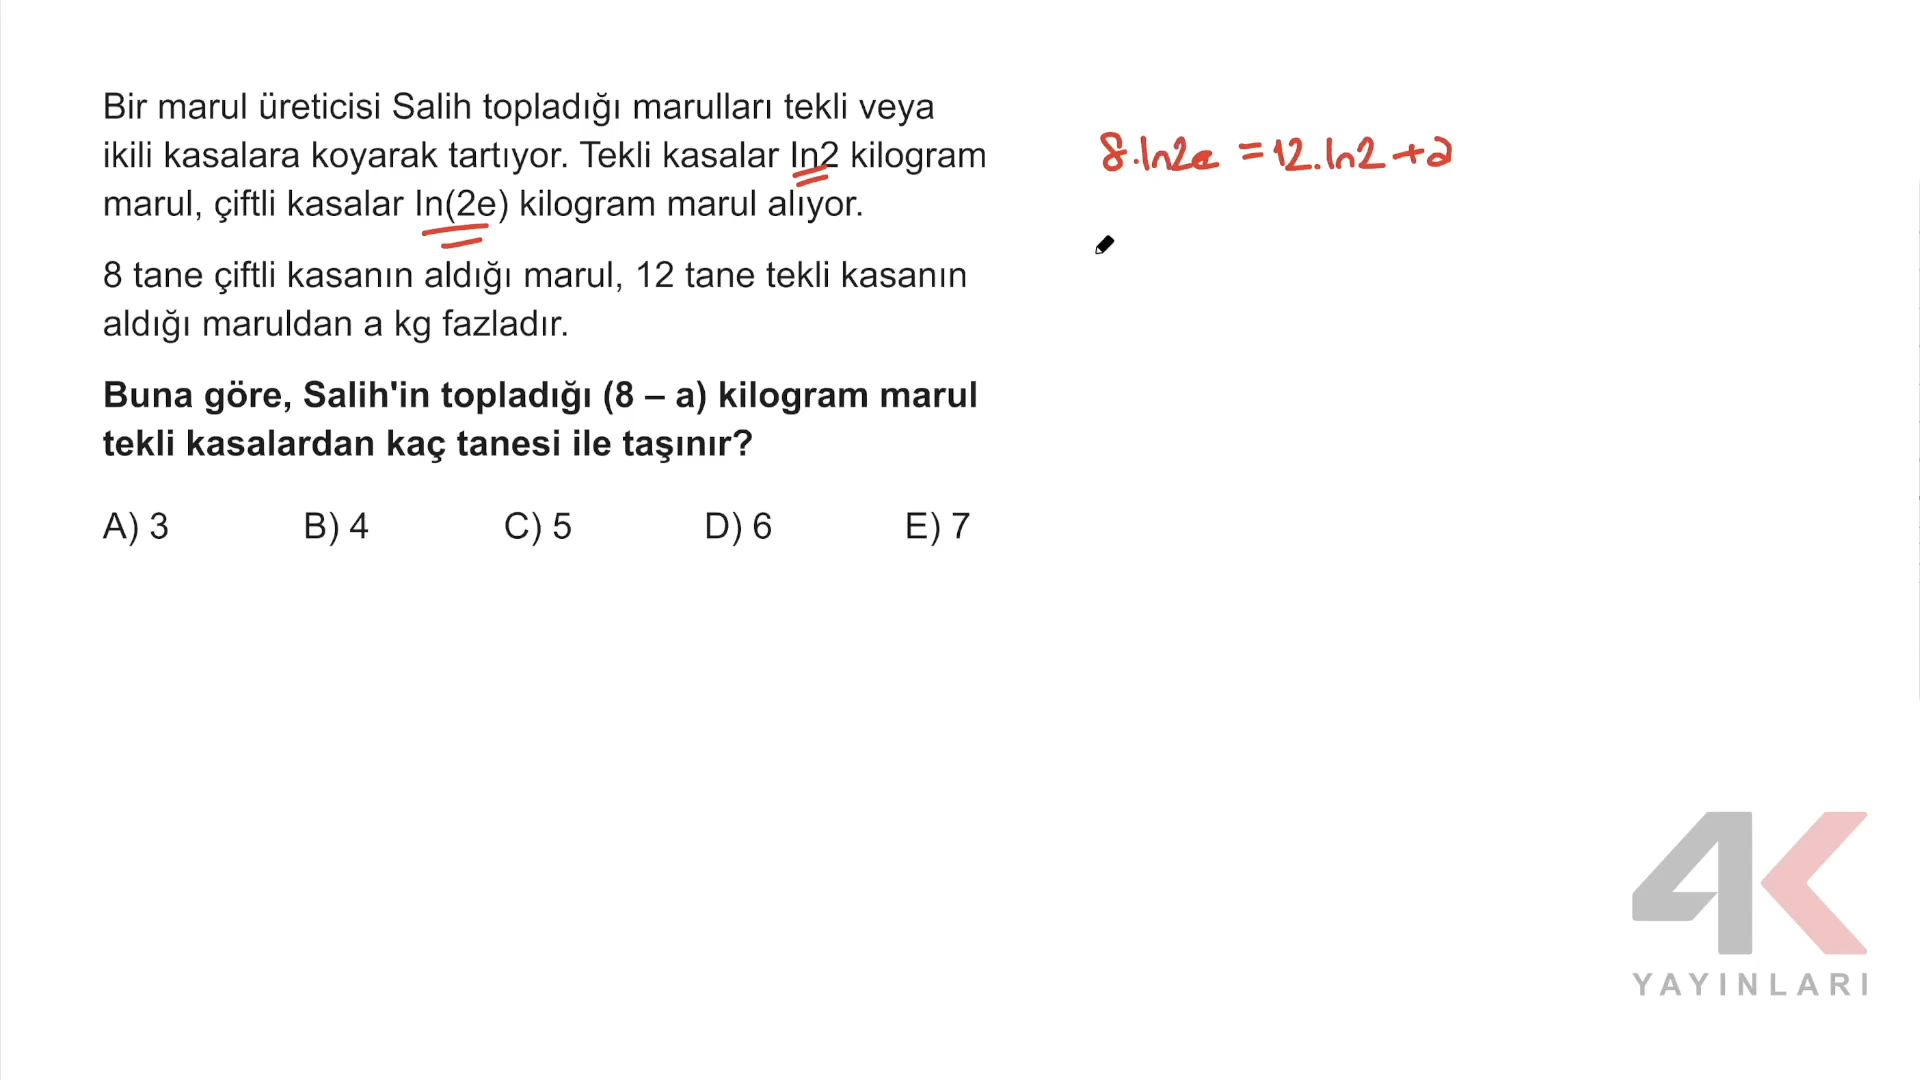 Bir marul üreticisi Salih topladığı marulları tekli veya
ikili kasalara koyarak tartıyor. Tekli kasalar ln2 kilogram
marul, çiftli kasalar ln(2e) kilogram marul alıyor.
8 tane çiftli kasanın aldığı marul, 12 tane tekli kasanın
aldığı maruldan a kg fazladır.
Buna göre, Salih'in topladığı (8 – a) kilogram marul
tekli kasalardan kaç tanesi ile taşınır?
A) 3 B) 4 C) 5 D) 6 E) 7
8.ln2e = 12.ln2 + a
4K
YAYINLARI